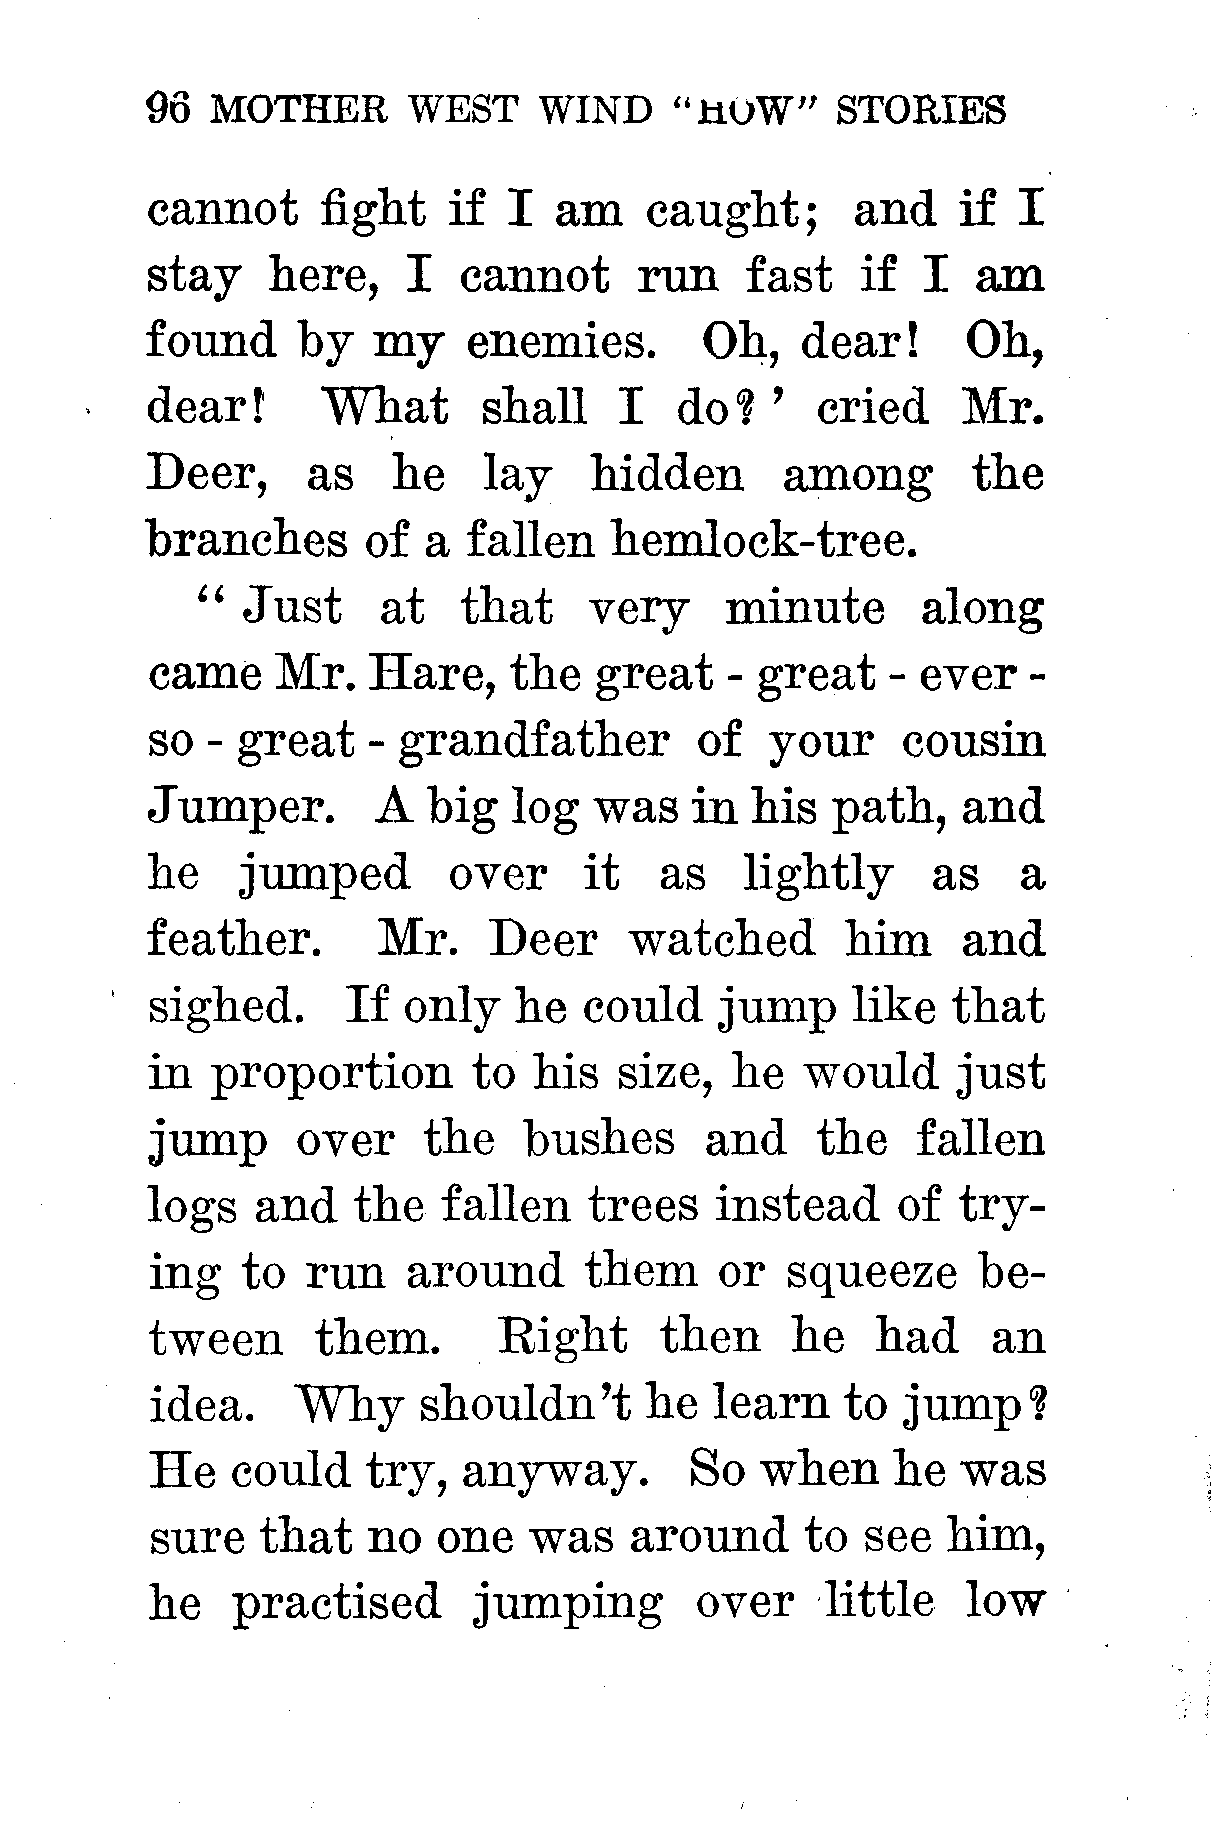 96 MOTHER WEST WIND "HOW" STORIES
cannot fight if I am caught; and if I
stay here, I cannot run fast if I am
found by my enemies. Oh, dear! Oh,
dear! What shall I do?' cried Mr.
Deer, as he lay hidden among the
branches of a fallen hemlock-tree.
"Just at that very minute along
came Mr. Hare, the great - great - ever -
so - great - grandfather of your cousin
Jumper. A big log was in his path, and
he jumped over it as lightly as a
feather. Mr. Deer watched him and
sighed. If only he could jump like that
in proportion to his size, he would just
jump over the bushes and the fallen
logs and the fallen trees instead of try-
ing to run around them or squeeze be-
tween them. Right then he had an
idea. Why shouldn't he learn to jump?
He could try, anyway. So when he was
sure that no one was around to see him,
he practised jumping over little low